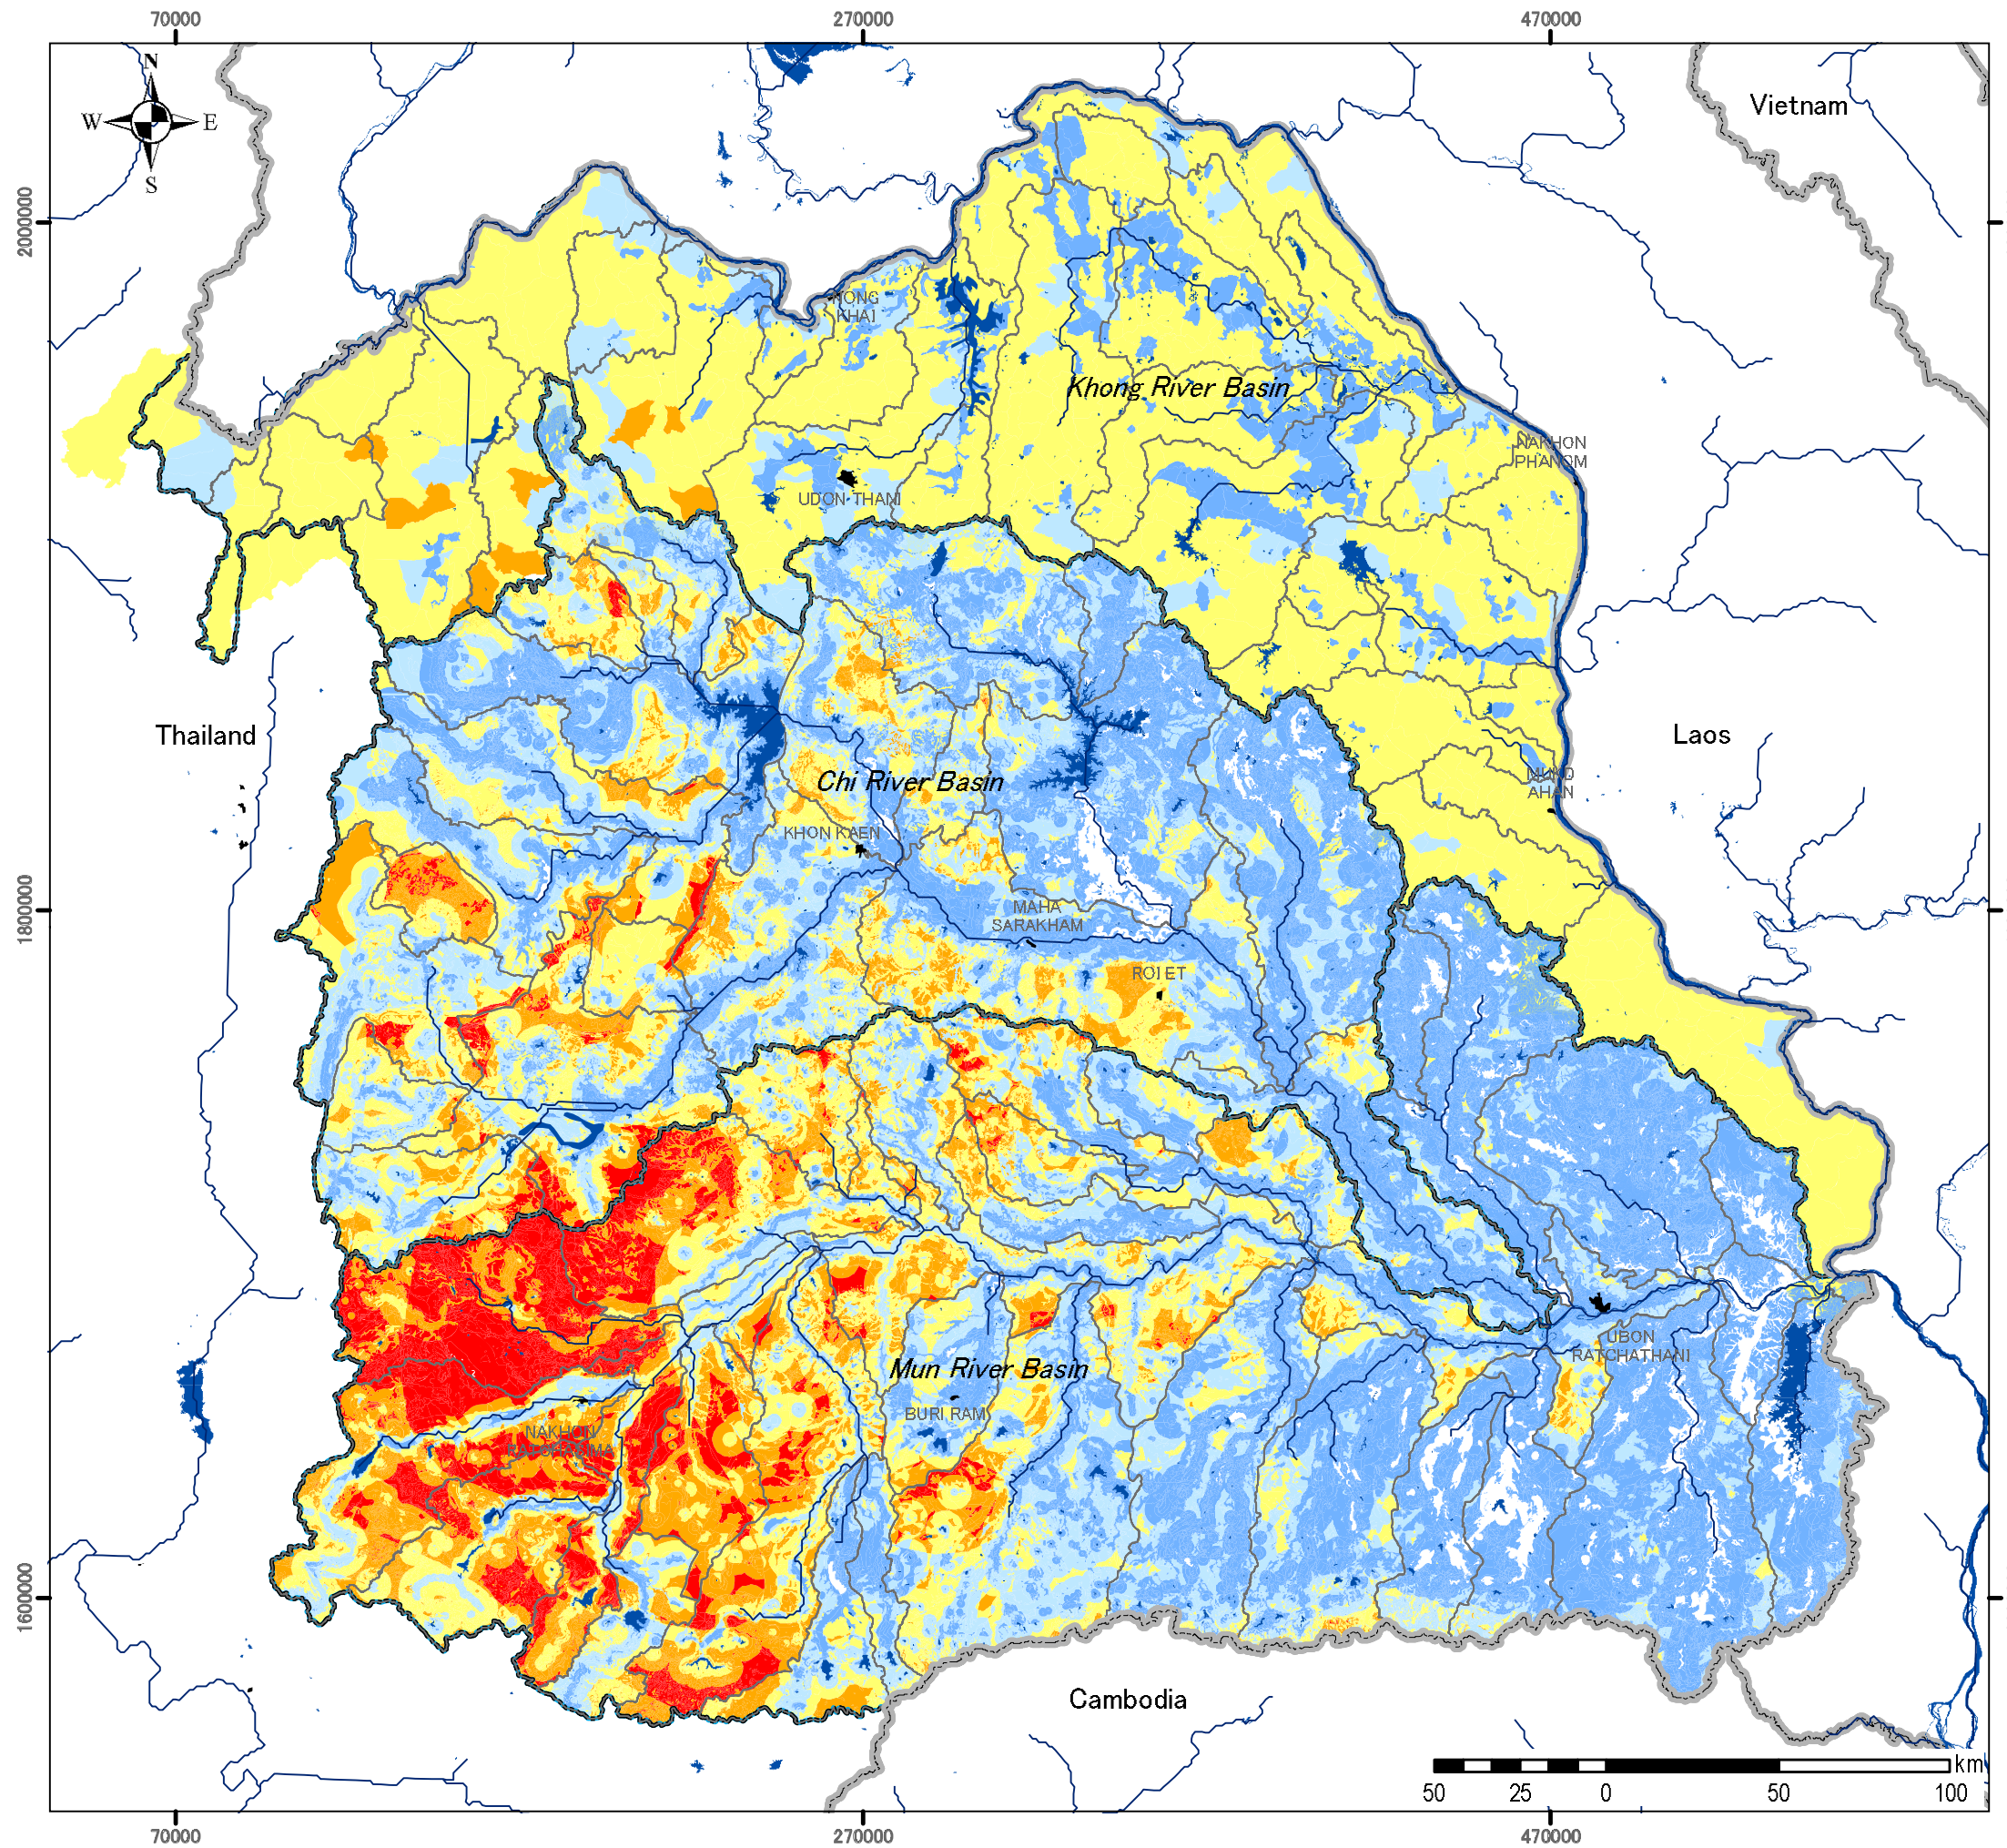 70000
270000
470000
N
W
E
S
Vietnam
2000000
NONG
KHAI
Khong River Basin
NAKHON
PHANOM
UDON THANI
Thailand
Laos
Chi River Basin
MUKD
AHAN
KHON KAEN
1800000
MAHA
SARAKHAM
ROI ET
UBON
RATCHATHANI
Mun River Basin
BURI RAM
NAKHON
RATCHASIMA
1600000
Cambodia
km
50
25
0
50
100
70000
270000
470000